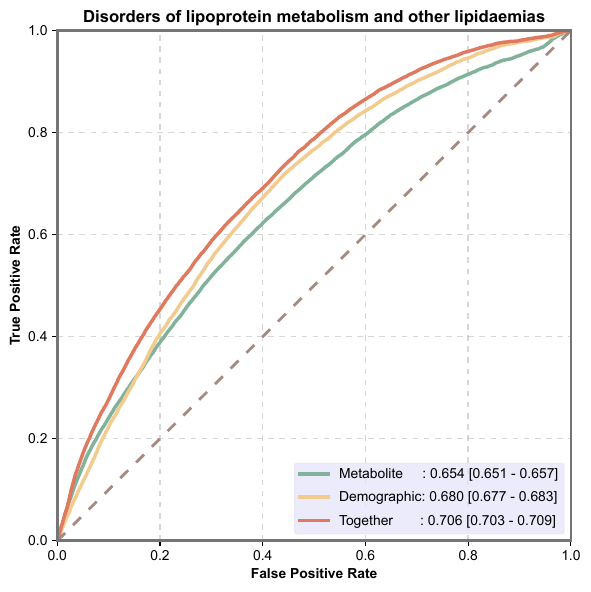 Disorders of lipoprotein metabolism and other lipidaemias
True Positive Rate
1.0
0.8
0.6
0.4
0.2
0.0
Metabolite : 0.654 [0.651 - 0.657]
Demographic: 0.680 [0.677 - 0.683]
Together : 0.706 [0.703 - 0.709]
0.0 0.2 0.4 0.6 0.8 1.0
False Positive Rate